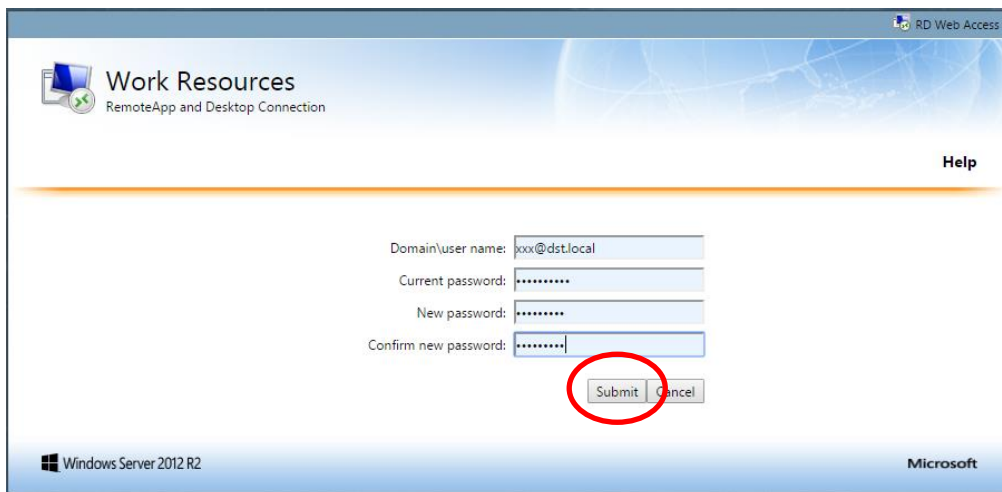 RD Web Access
Work Resources
RemoteApp and Desktop Connection
Help
Domain\user name: xxx@dst.local
Current password: ••••••••••
New password: •••••••••
Confirm new password: •••••••••
Submit Cancel
Windows Server 2012 R2 Microsoft